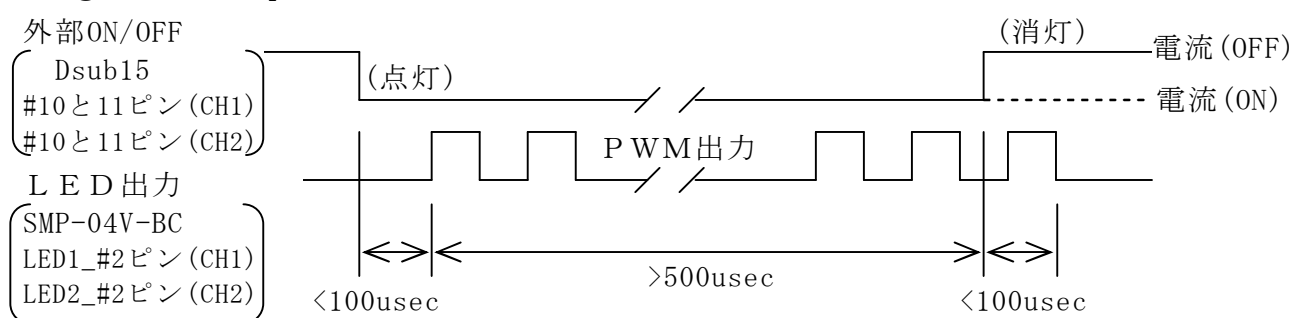 外部ON/OFF
Dsub15
#10と11ピン(CH1)
#10と11ピン(CH2)
(点灯)
(消灯)
電流(OFF)
電流(ON)
ＰＷＭ出力
ＬＥＤ出力
SMP-04V-BC
LED1_#2ピン(CH1)
LED2_#2ピン(CH2)
<100usec
>500usec
<100usec